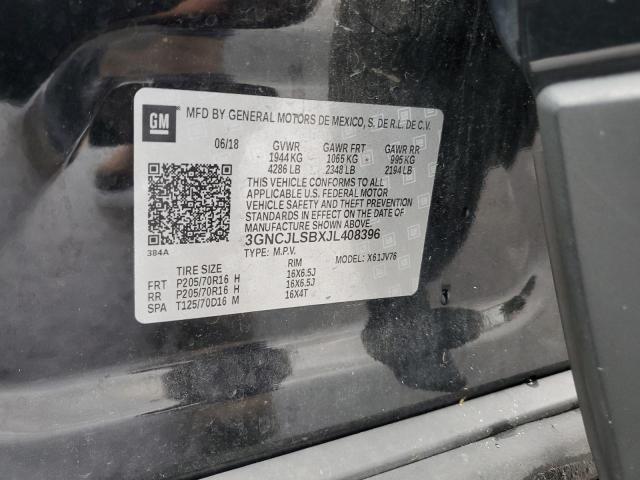 GM MFD BY GENERAL MOTORS DE MEXICO, S. DE R.L. DE C.V.
06/18 GVWR GAWR FRT GAWR RR
1944 KG 1065 KG 995 KG
4286 LB 2348 LB 2194 LB
THIS VEHICLE CONFORMS TO ALL
APPLICABLE U.S. FEDERAL MOTOR
VEHICLE SAFETY AND THEFT PREVENTION
STANDARDS IN EFFECT ON THE DATE OF
MANUFACTURE SHOWN ABOVE.
3GNCJLSBXJL408396
384A TYPE: M.P.V. MODEL: X61JV76
TIRE SIZE RIM
FRT P205/70R16 H 16X6.5J
RR P205/70R16 H 16X6.5J
SPA T125/70D16 M 16X4T